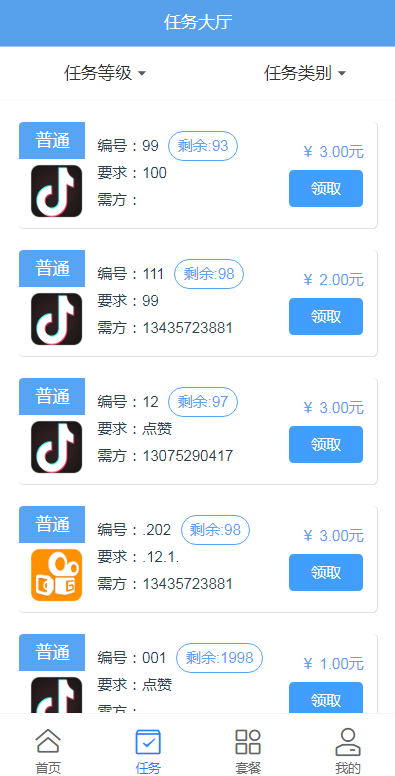 任务大厅
任务等级 任务类别
普通
编号：99 剩余:93
¥ 3.00元
要求：100
领取
需方：
普通
编号：111 剩余:98
¥ 2.00元
要求：99
领取
需方：13435723881
普通
编号：12 剩余:97
¥ 3.00元
要求：点赞
领取
需方：13075290417
普通
编号：.202 剩余:98
¥ 3.00元
要求：.12.1.
领取
需方：13435723881
普通
编号：001 剩余:1998
¥ 1.00元
要求：点赞
领取
需方：
首页 任务 套餐 我的